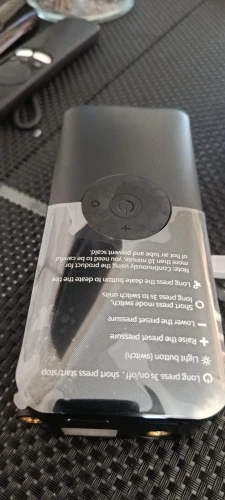 Long press 3s on/off, short press start/stop
Light button (switch)
+ Raise the preset pressure
— Lower the preset pressure
Short press mode switch,
long press 3s to switch units
Long press the deate button to deate the tire
Note: Continuously using the product for
more than 10 minutes, you need to be careful
of hot air tube and prevent scald.